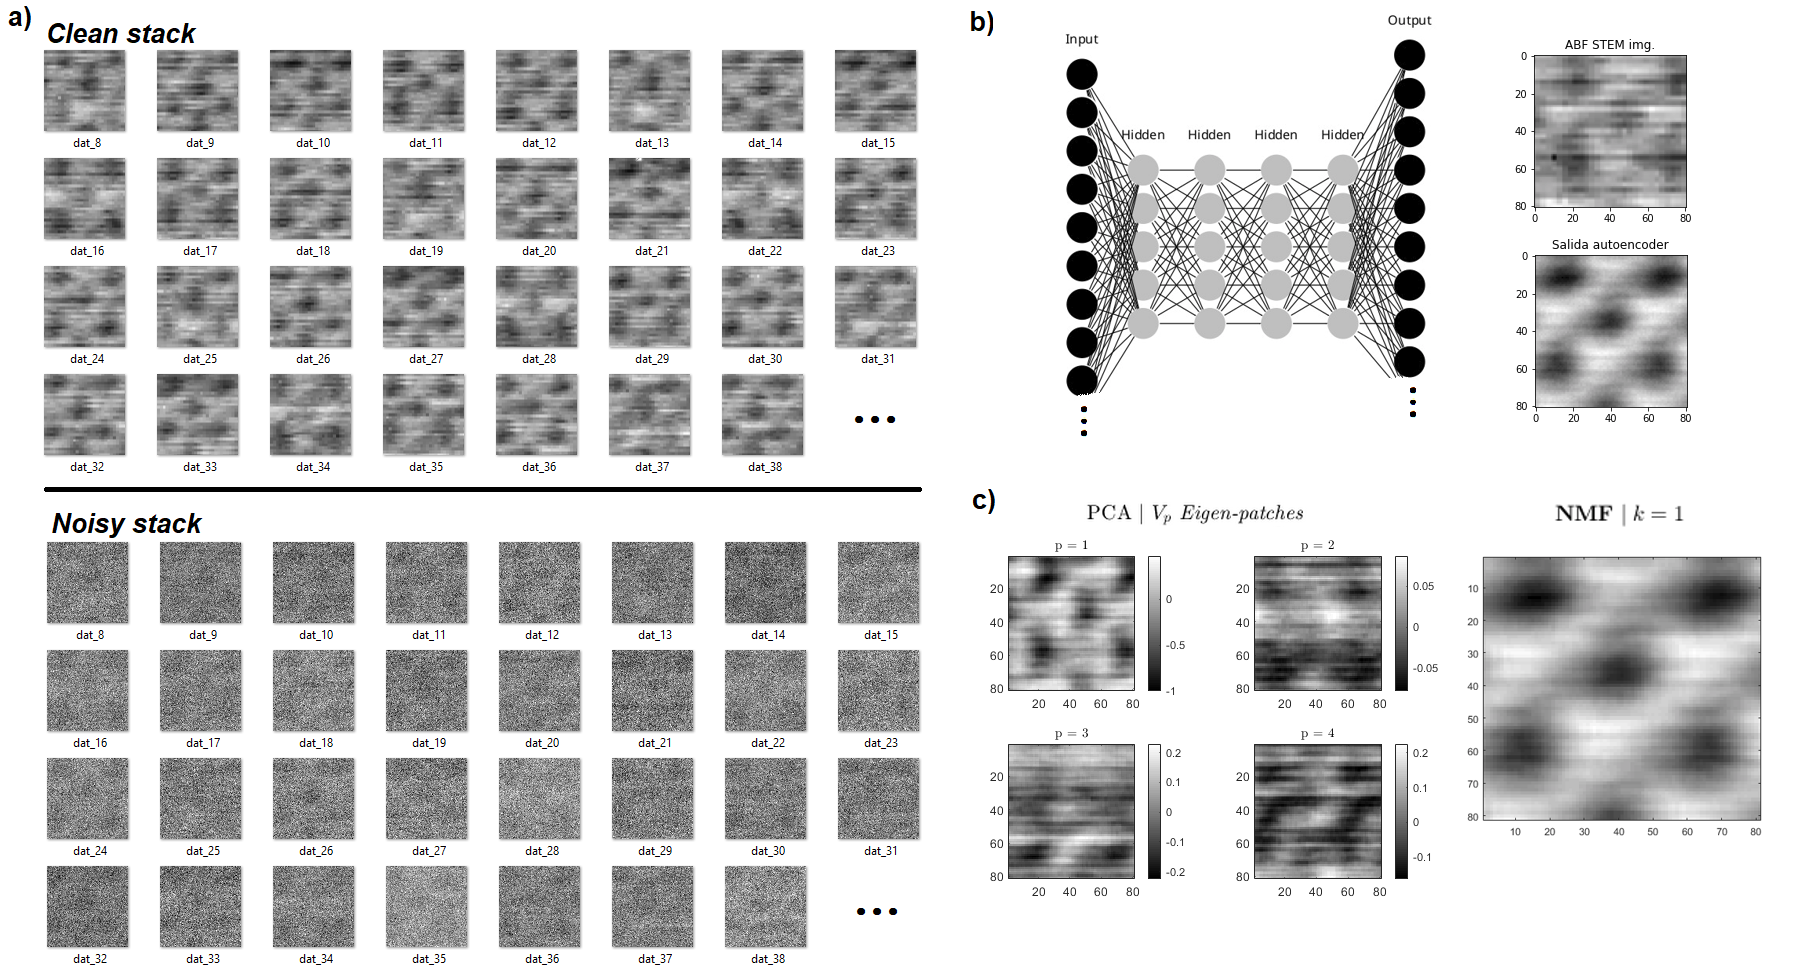 a)
Clean stack
dat_8 dat_9 dat_10 dat_11 dat_12 dat_13 dat_14 dat_15
dat_16 dat_17 dat_18 dat_19 dat_20 dat_21 dat_22 dat_23
dat_24 dat_25 dat_26 dat_27 dat_28 dat_29 dat_30 dat_31
dat_32 dat_33 dat_34 dat_35 dat_36 dat_37 dat_38
Noisy stack
dat_8 dat_9 dat_10 dat_11 dat_12 dat_13 dat_14 dat_15
dat_16 dat_17 dat_18 dat_19 dat_20 dat_21 dat_22 dat_23
dat_24 dat_25 dat_26 dat_27 dat_28 dat_29 dat_30 dat_31
dat_32 dat_33 dat_34 dat_35 dat_36 dat_37 dat_38
b)
Input
Hidden Hidden Hidden Hidden
Output
ABF STEM img.
0
20
40
60
80
0 20 40 60 80
Salida autoencoder
0
20
40
60
80
0 20 40 60 80
c)
PCA | Vp Eigen-patches
p = 1
20
40
60
80
20 40 60 80
0
-0.5
-1
p = 2
20
40
60
80
20 40 60 80
0.05
0
-0.05
p = 3
20
40
60
80
20 40 60 80
0.2
0.1
0
-0.1
-0.2
p = 4
20
40
60
80
20 40 60 80
0.2
0.1
0
-0.1
NMF | k = 1
10
20
30
40
50
60
70
80
10 20 30 40 50 60 70 80